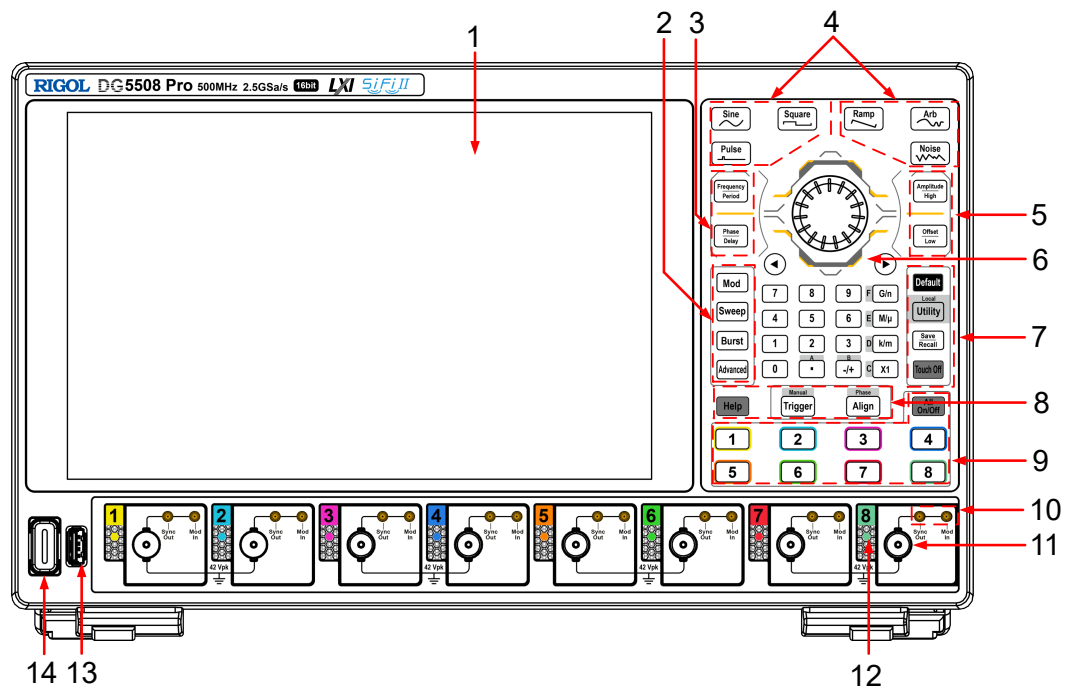 2 3 4
1
RIGOL DG5508 Pro 500MHz 2.5GSa/s 16bit LXI SiFi II
Sine Square Ramp Arb
Pulse Noise
Frequency Period
Amplitude High
Phase Delay
Offset Low
5
6
Mod
Sweep
Burst
Advanced
7 8 9 F G/n
4 5 6 E M/µ
1 2 3 D k/m
A B
0 . -/+ C X1
Default
Local
Utility
Save Recall
Touch Off
7
Manual Phase
Help Trigger Align
8
All On/Off
1 2 3 4
5 6 7 8
9
1 2 3 4 5 6 7 8
Sync Out Mod In Sync Out Mod In Sync Out Mod In Sync Out Mod In Sync Out Mod In Sync Out Mod In Sync Out Mod In Sync Out Mod In
42 Vpk 42 Vpk 42 Vpk 42 Vpk
10
11
14 13
12